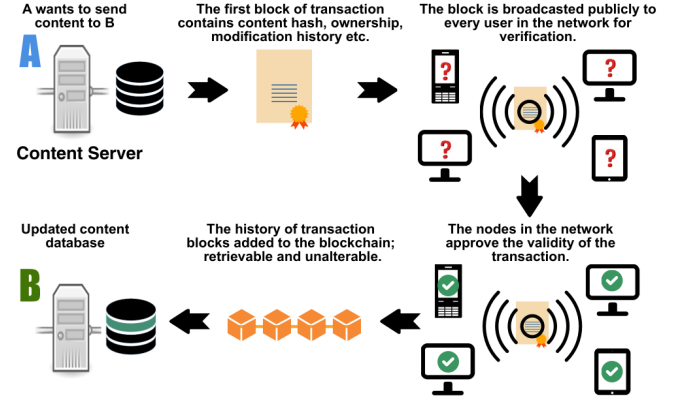 A wants to send
content to B
The first block of transaction
contains content hash, ownership,
modification history etc.
The block is broadcasted publicly to
every user in the network for
verification.
A
?
?
?
?
Content Server
Updated content
database
The history of transaction
blocks added to the blockchain;
retrievable and unalterable.
The nodes in the network
approve the validity of the
transaction.
B